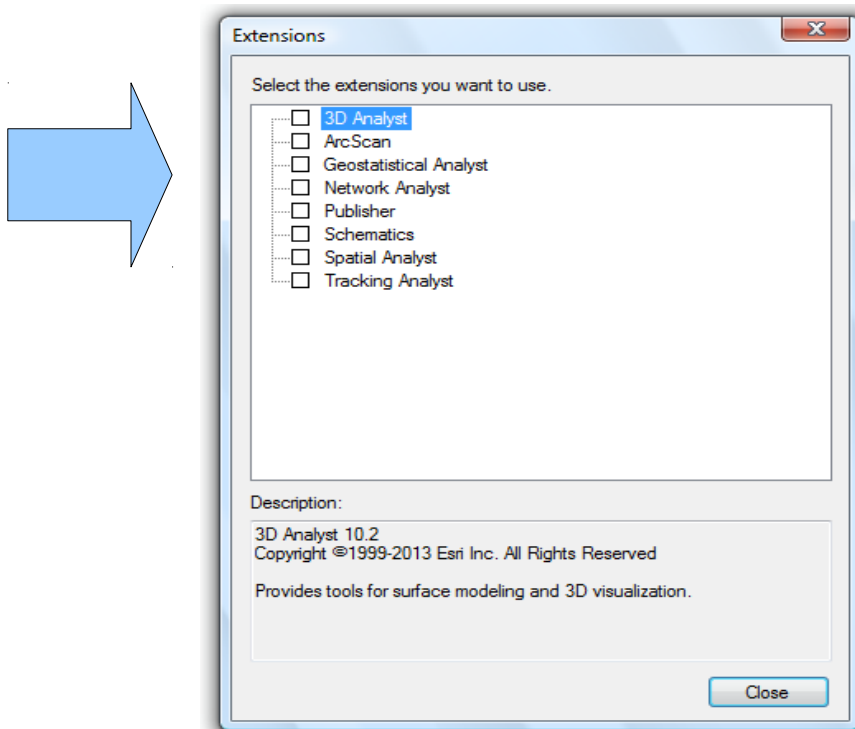 Extensions
Select the extensions you want to use.
3D Analyst
ArcScan
Geostatistical Analyst
Network Analyst
Publisher
Schematics
Spatial Analyst
Tracking Analyst
Description:
3D Analyst 10.2
Copyright ©1999-2013 Esri Inc. All Rights Reserved
Provides tools for surface modeling and 3D visualization.
Close